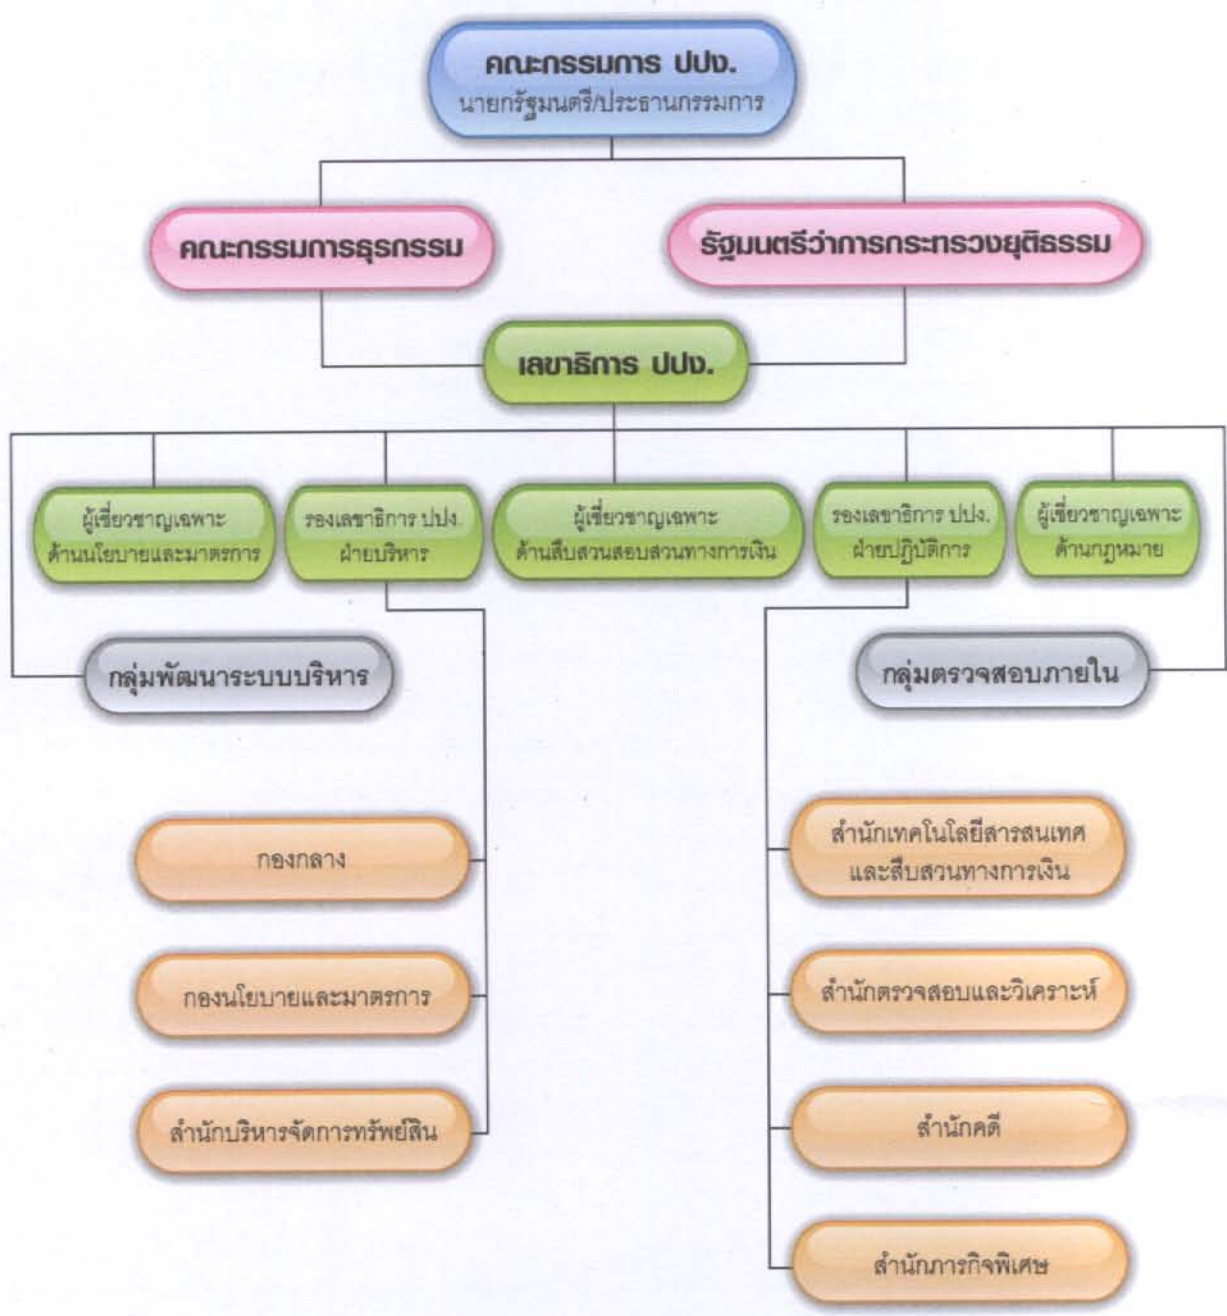 คณะกรรมการ ปปง.
นายกรัฐมนตรี/ประธานกรรมการ
คณะกรรมการธุรกรรม
รัฐมนตรีว่าการกระทรวงยุติธรรม
เลขาธิการ ปปง.
ผู้เชี่ยวชาญเฉพาะ
ด้านนโยบายและมาตรการ
รองเลขาธิการ ปปง.
ฝ่ายบริหาร
ผู้เชี่ยวชาญเฉพาะ
ด้านสืบสวนสอบสวนทางการเงิน
รองเลขาธิการ ปปง.
ฝ่ายปฏิบัติการ
ผู้เชี่ยวชาญเฉพาะ
ด้านกฎหมาย
กลุ่มพัฒนาระบบบริหาร
กลุ่มตรวจสอบภายใน
กองกลาง
กองนโยบายและมาตรการ
สำนักบริหารจัดการทรัพย์สิน
สำนักเทคโนโลยีสารสนเทศ
และสืบสวนทางการเงิน
สำนักตรวจสอบและวิเคราะห์
สำนักคดี
สำนักภารกิจพิเศษ